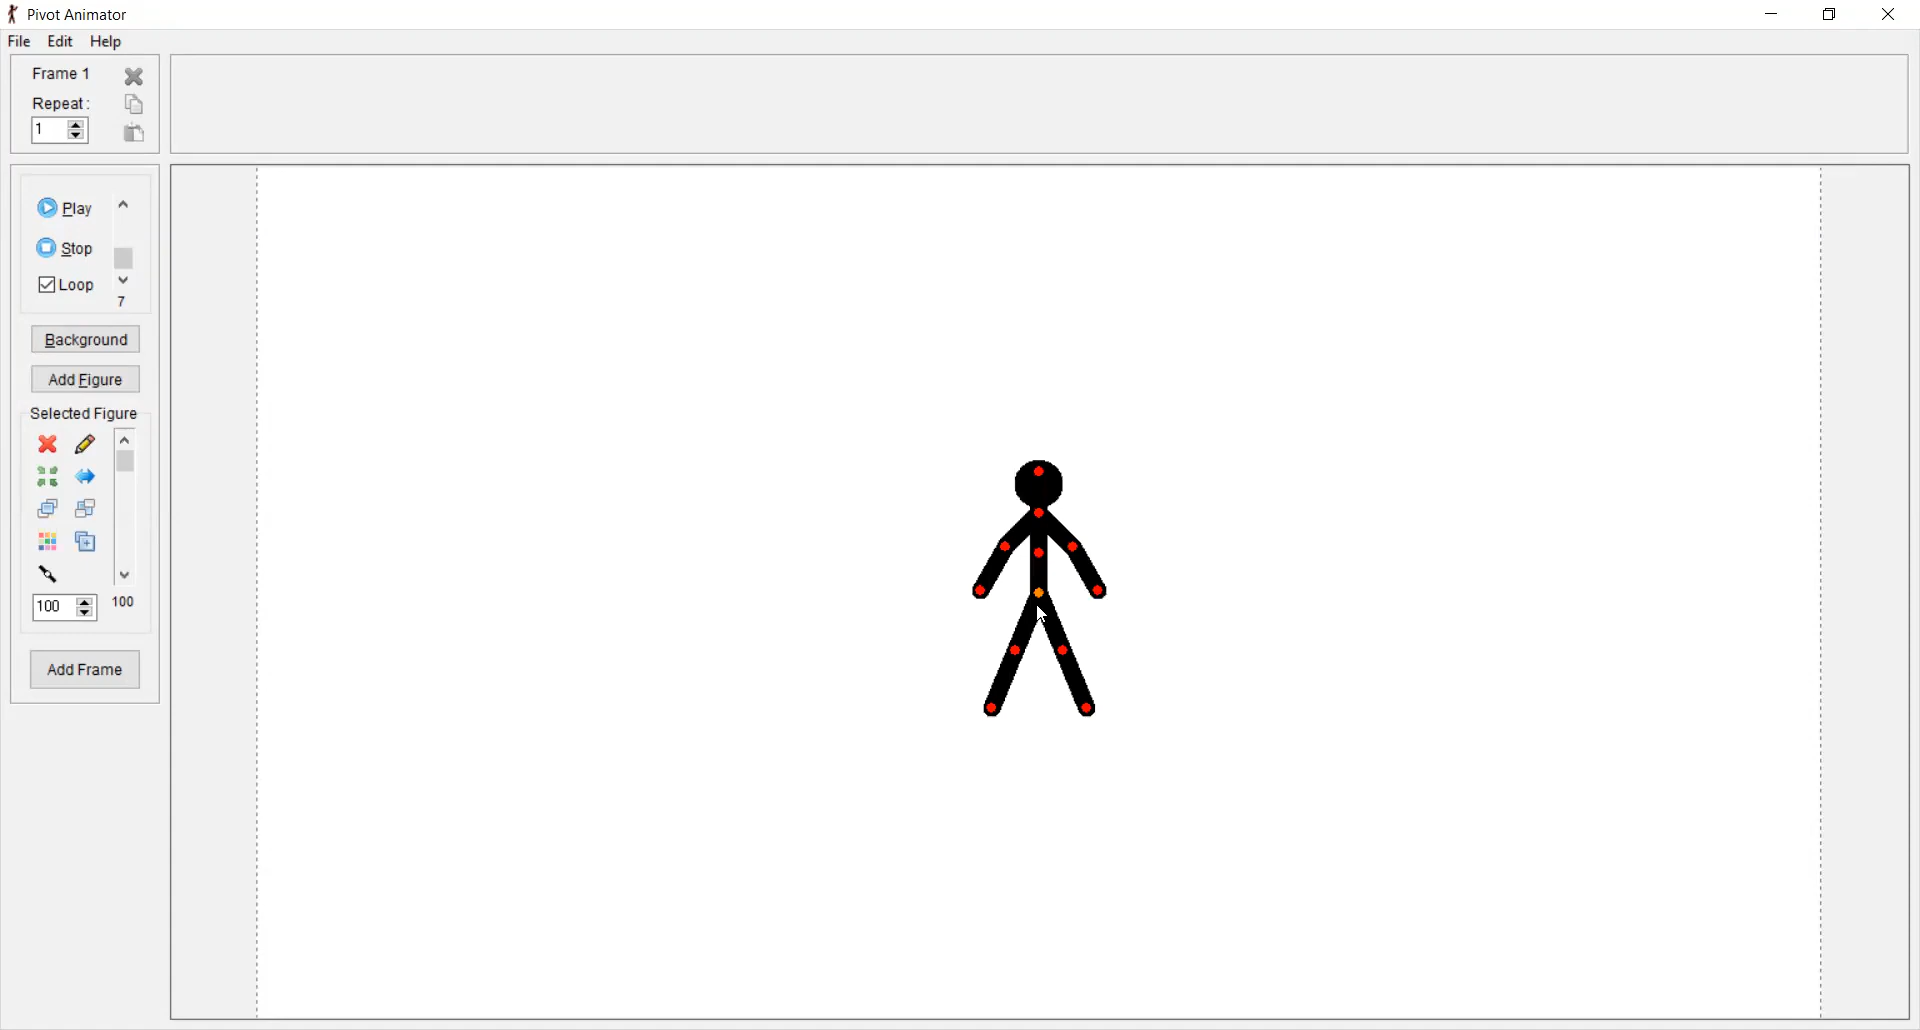 Pivot Animator
File Edit Help
Frame 1
Repeat :
1
Play
Stop
Loop
7
Background
Add Figure
Selected Figure
100
100
Add Frame